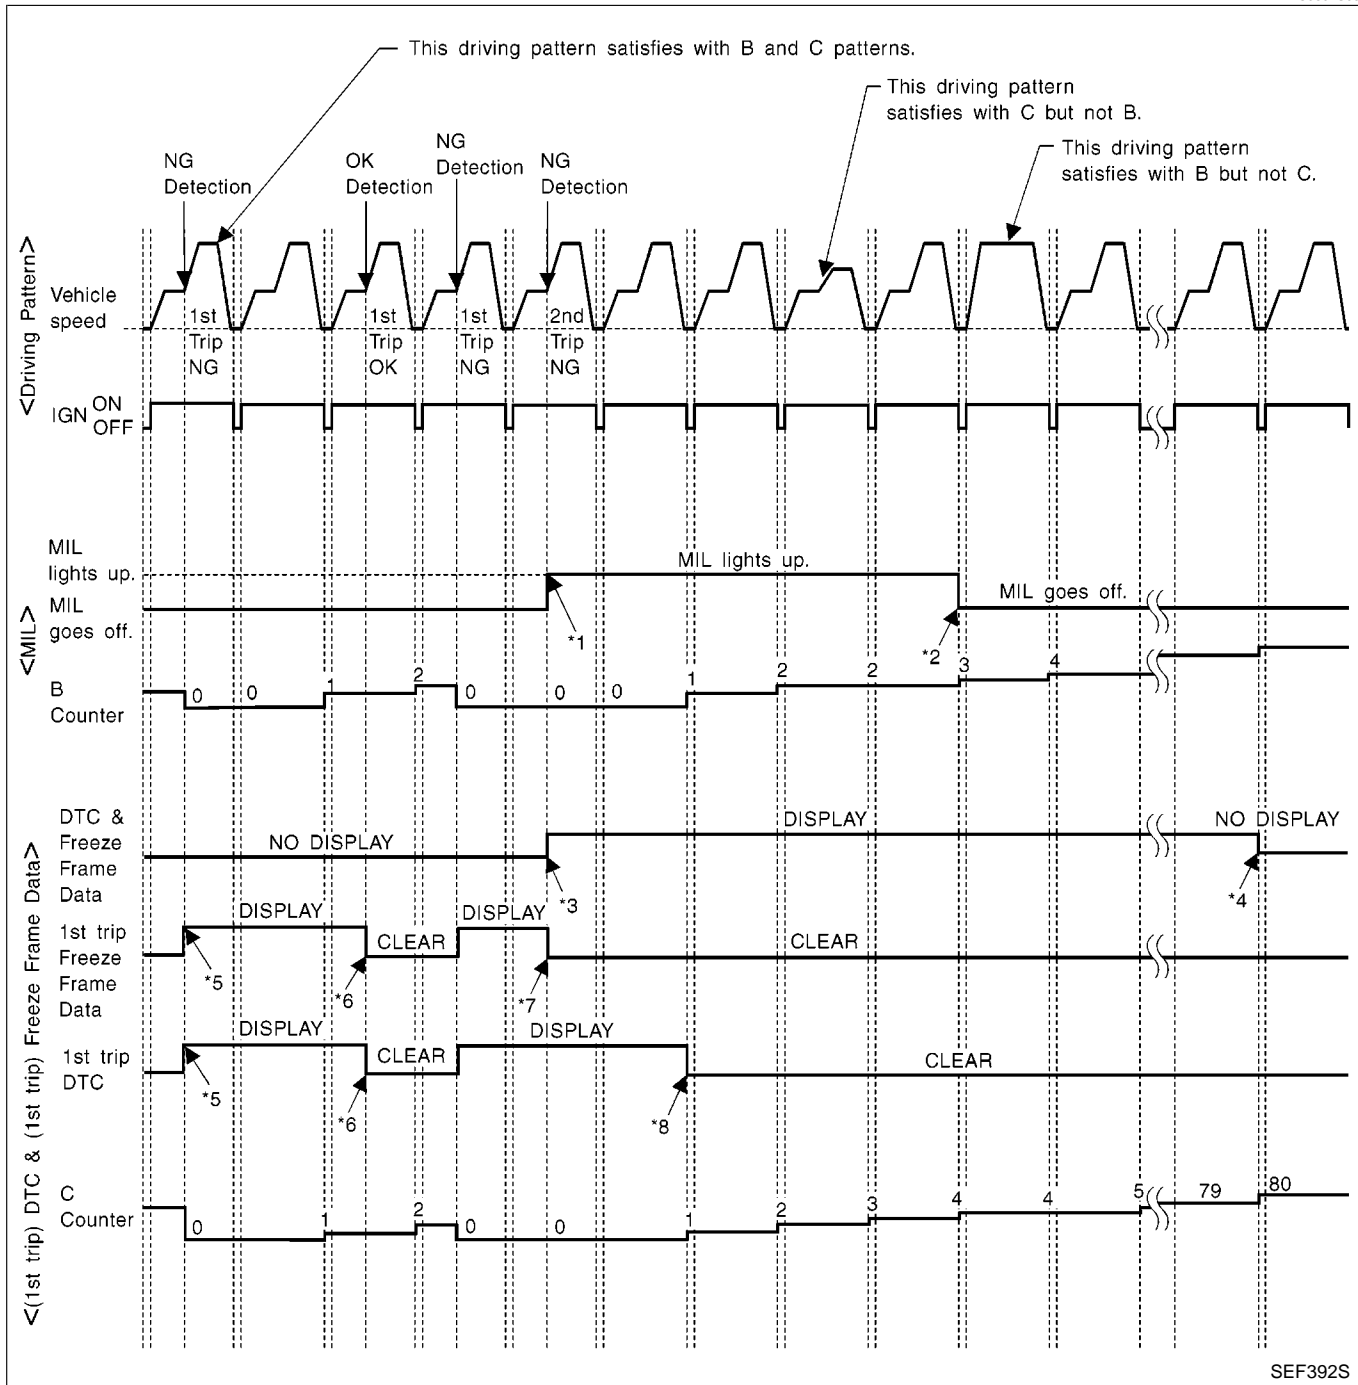 This driving pattern satisfies with B and C patterns.
This driving pattern
satisfies with C but not B.
This driving pattern
satisfies with B but not C.
NG
Detection
OK
Detection
NG
Detection
NG
Detection
<Driving Pattern>
Vehicle
speed
1st
Trip
NG
1st
Trip
OK
1st
Trip
NG
2nd
Trip
NG
IGN ON
OFF
<MIL>
MIL
lights up.
MIL lights up.
MIL
goes off.
MIL goes off.
*1
*2
B
Counter
0 0 1 2 0 0 0 1 2 2 3 4
<(1st trip) DTC & (1st trip) Freeze Frame Data>
DTC &
Freeze
Frame
Data
NO DISPLAY
DISPLAY
NO DISPLAY
*3
*4
1st trip
Freeze
Frame
Data
DISPLAY
CLEAR
DISPLAY
CLEAR
*5
*6
*7
1st trip
DTC
DISPLAY
CLEAR
DISPLAY
CLEAR
*5
*6
*8
C
Counter
0 1 2 0 0 1 2 3 4 4 5 79 80
SEF392S